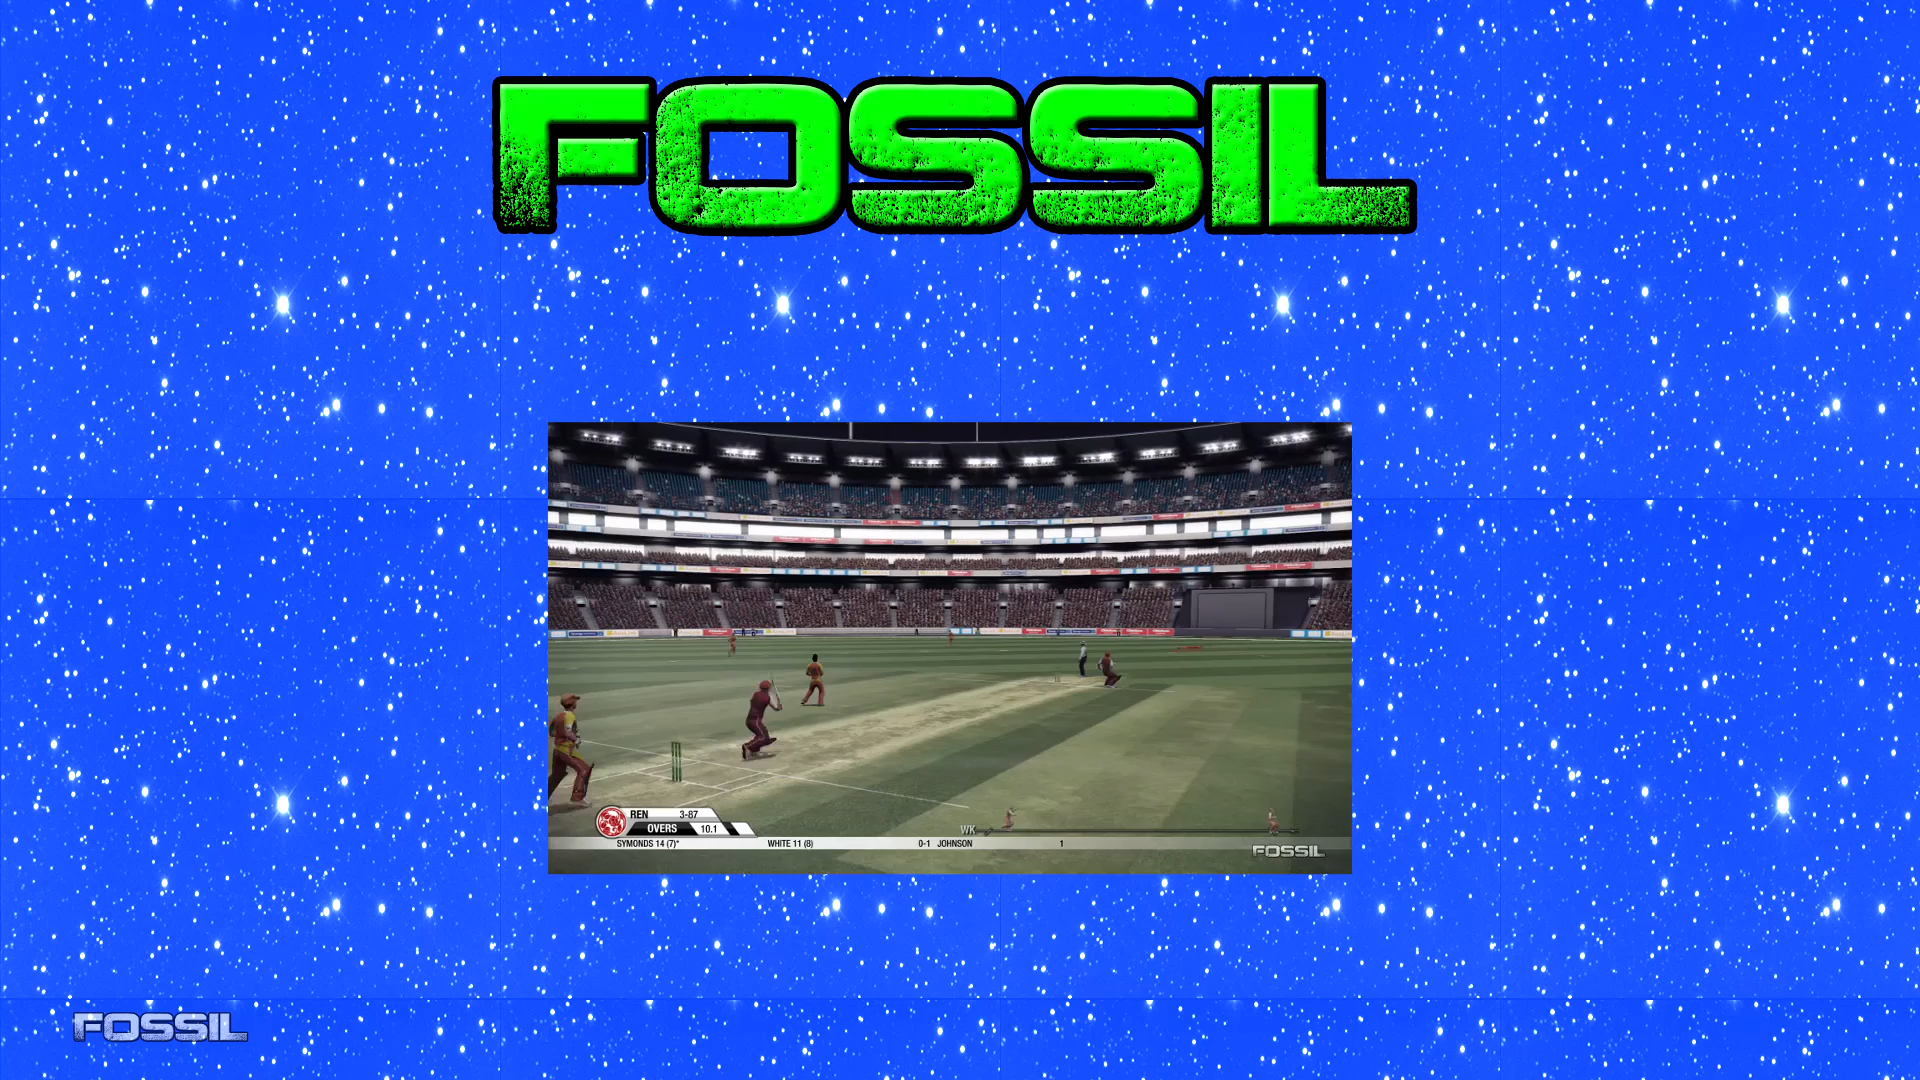 FOSSIL
REN 3-87
OVERS 10.1
WK
SYMONDS 14 (7)* WHITE 11 (8) 0-1 JOHNSON 1
FOSSIL
FOSSIL